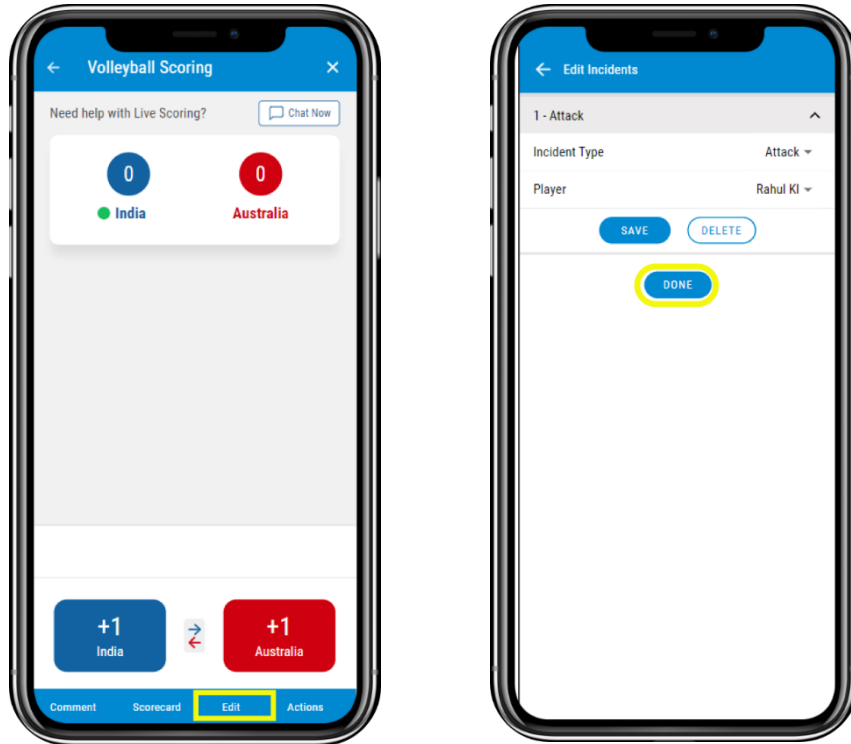 Volleyball Scoring
Need help with Live Scoring? Chat Now
0 0
India Australia
+1 +1
India Australia
Comment Scorecard Edit Actions
Edit Incidents
1 - Attack
Incident Type Attack
Player Rahul Kl
SAVE DELETE
DONE